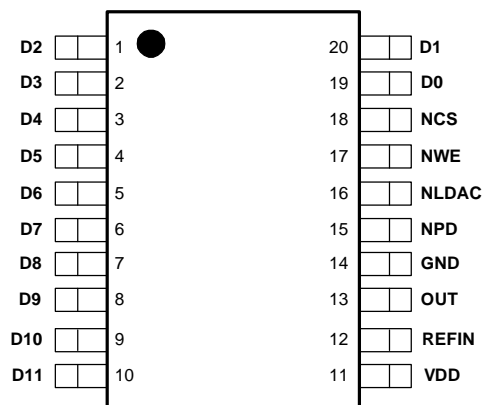 D2 1 20 D1
D3 2 19 D0
D4 3 18 NCS
D5 4 17 NWE
D6 5 16 NLDAC
D7 6 15 NPD
D8 7 14 GND
D9 8 13 OUT
D10 9 12 REFIN
D11 10 11 VDD